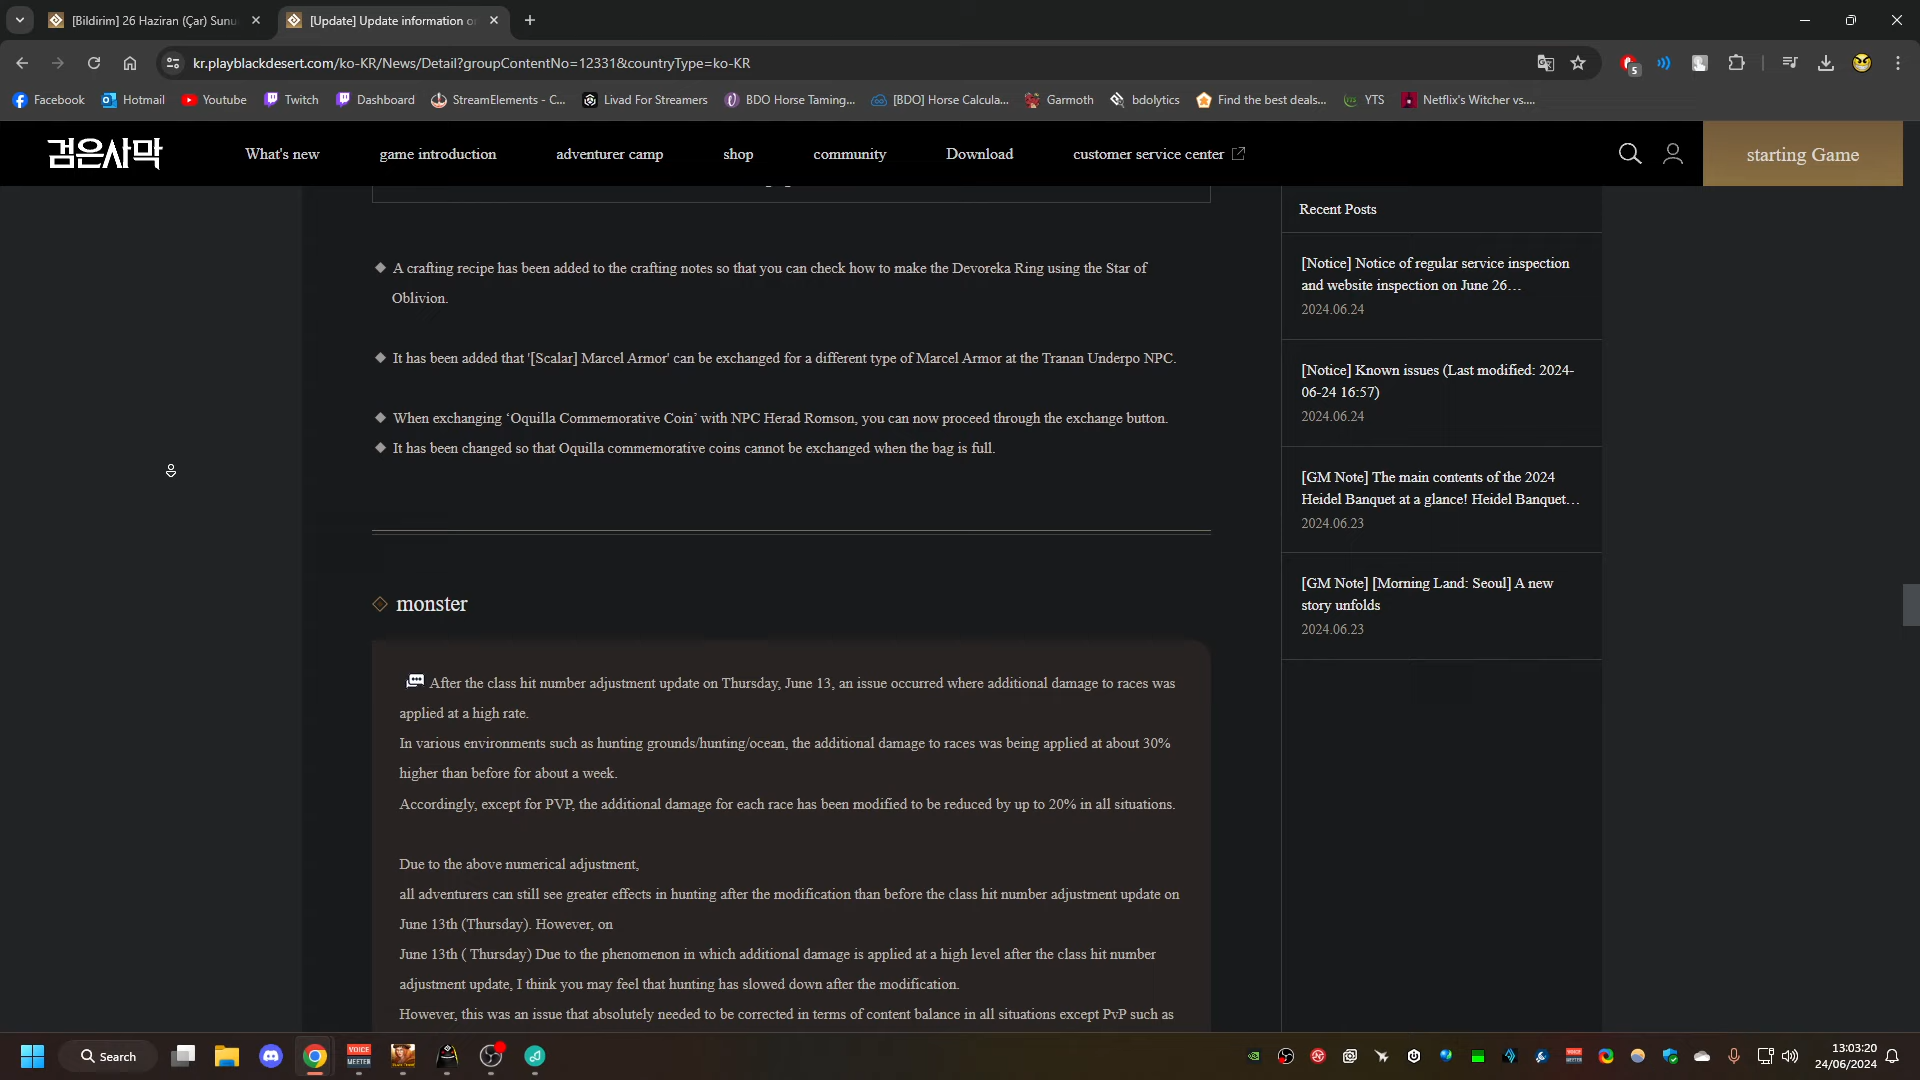 [Bildirim] 26 Haziran (Çar) Sunu
[Update] Update information o
kr.playblackdesert.com/ko-KR/News/Detail?groupContentNo=12331&countryType=ko-KR
5
Facebook
Hotmail
Youtube
Twitch
Dashboard
StreamElements - C...
Livad For Streamers
BDO Horse Taming...
[BDO] Horse Calcula...
Garmoth
bdolytics
Find the best deals...
YTS
Netflix's Witcher vs....
검은사막
What's new
game introduction
adventurer camp
shop
community
Download
customer service center
starting Game
A crafting recipe has been added to the crafting notes so that you can check how to make the Devoreka Ring using the Star of
Oblivion.
It has been added that '[Scalar] Marcel Armor' can be exchanged for a different type of Marcel Armor at the Tranan Underpo NPC.
When exchanging ‘Oquilla Commemorative Coin’ with NPC Herad Romson, you can now proceed through the exchange button.
It has been changed so that Oquilla commemorative coins cannot be exchanged when the bag is full.
monster
After the class hit number adjustment update on Thursday, June 13, an issue occurred where additional damage to races was
applied at a high rate.
In various environments such as hunting grounds/hunting/ocean, the additional damage to races was being applied at about 30%
higher than before for about a week.
Accordingly, except for PVP, the additional damage for each race has been modified to be reduced by up to 20% in all situations.
Due to the above numerical adjustment,
all adventurers can still see greater effects in hunting after the modification than before the class hit number adjustment update on
June 13th (Thursday). However, on
June 13th ( Thursday) Due to the phenomenon in which additional damage is applied at a high level after the class hit number
adjustment update, I think you may feel that hunting has slowed down after the modification.
However, this was an issue that absolutely needed to be corrected in terms of content balance in all situations except PvP such as
Recent Posts
[Notice] Notice of regular service inspection
and website inspection on June 26…
2024.06.24
[Notice] Known issues (Last modified: 2024-
06-24 16:57)
2024.06.24
[GM Note] The main contents of the 2024
Heidel Banquet at a glance! Heidel Banquet…
2024.06.23
[GM Note] [Morning Land: Seoul] A new
story unfolds
2024.06.23
Search
VOICE
MEETER
13:03:20
24/06/2024